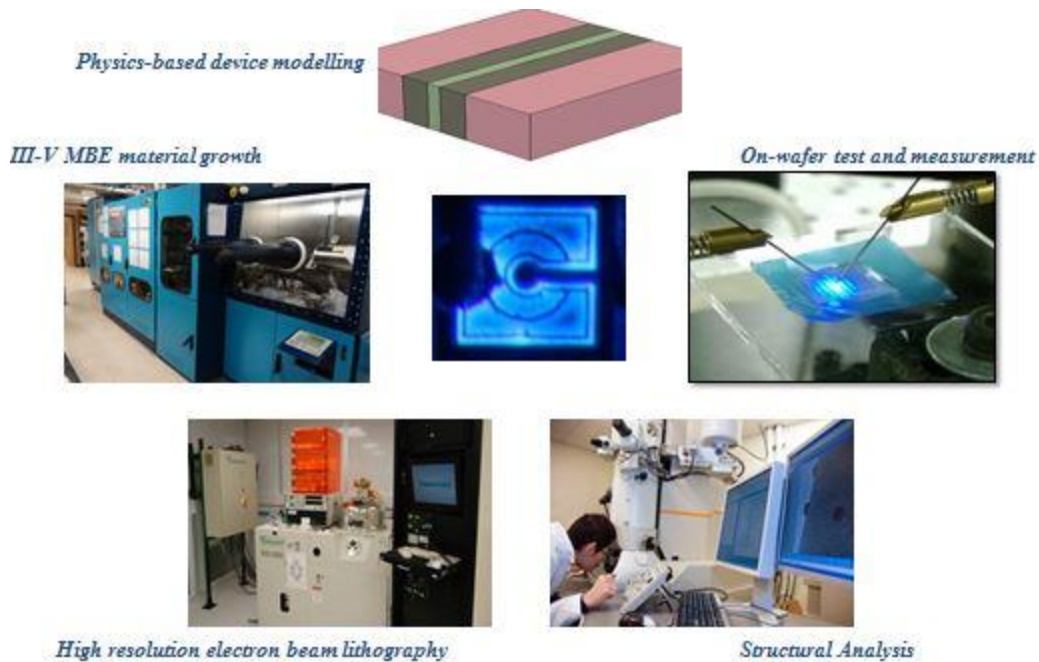 Physics-based device modelling
III-V MBE material growth
On-wafer test and measurement
High resolution electron beam lithography
Structural Analysis